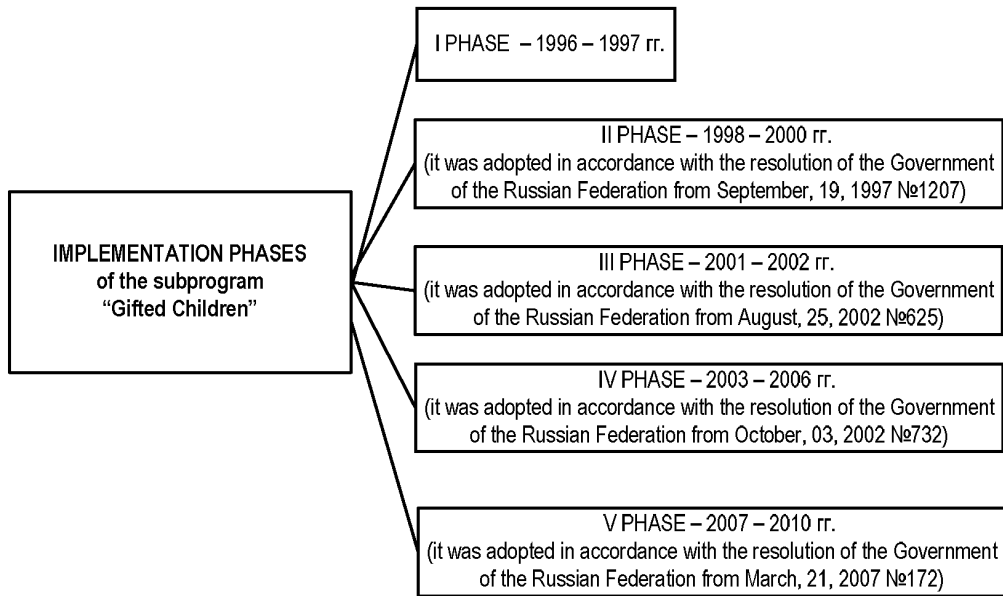 I PHASE – 1996 – 1997 гг.
II PHASE – 1998 – 2000 гг.
(it was adopted in accordance with the resolution of the Government
of the Russian Federation from September, 19, 1997 №1207)
IMPLEMENTATION PHASES
of the subprogram
“Gifted Children”
III PHASE – 2001 – 2002 гг.
(it was adopted in accordance with the resolution of the Government
of the Russian Federation from August, 25, 2002 №625)
IV PHASE – 2003 – 2006 гг.
(it was adopted in accordance with the resolution of the Government
of the Russian Federation from October, 03, 2002 №732)
V PHASE – 2007 – 2010 гг.
(it was adopted in accordance with the resolution of the Government
of the Russian Federation from March, 21, 2007 №172)